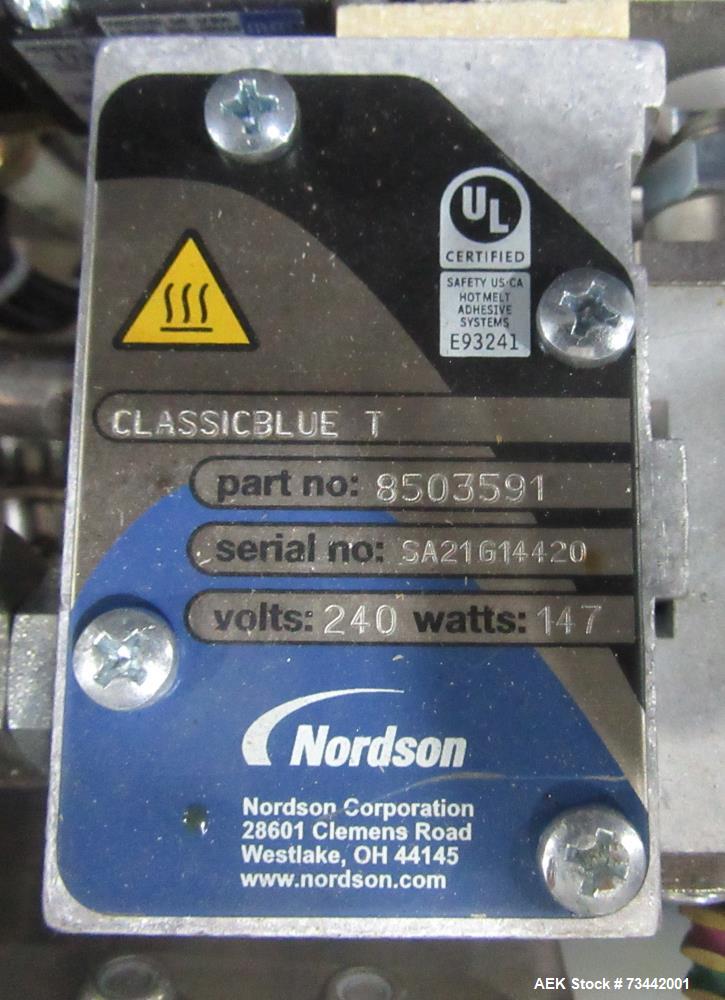 UL
CERTIFIED
SAFETY US·CA
HOT MELT
ADHESIVE
SYSTEMS
E93241
CLASSICBLUE T
part no: 8503591
serial no: SA21G14420
volts: 240 watts: 147
Nordson
Nordson Corporation
28601 Clemens Road
Westlake, OH 44145
www.nordson.com
AEK Stock # 73442001